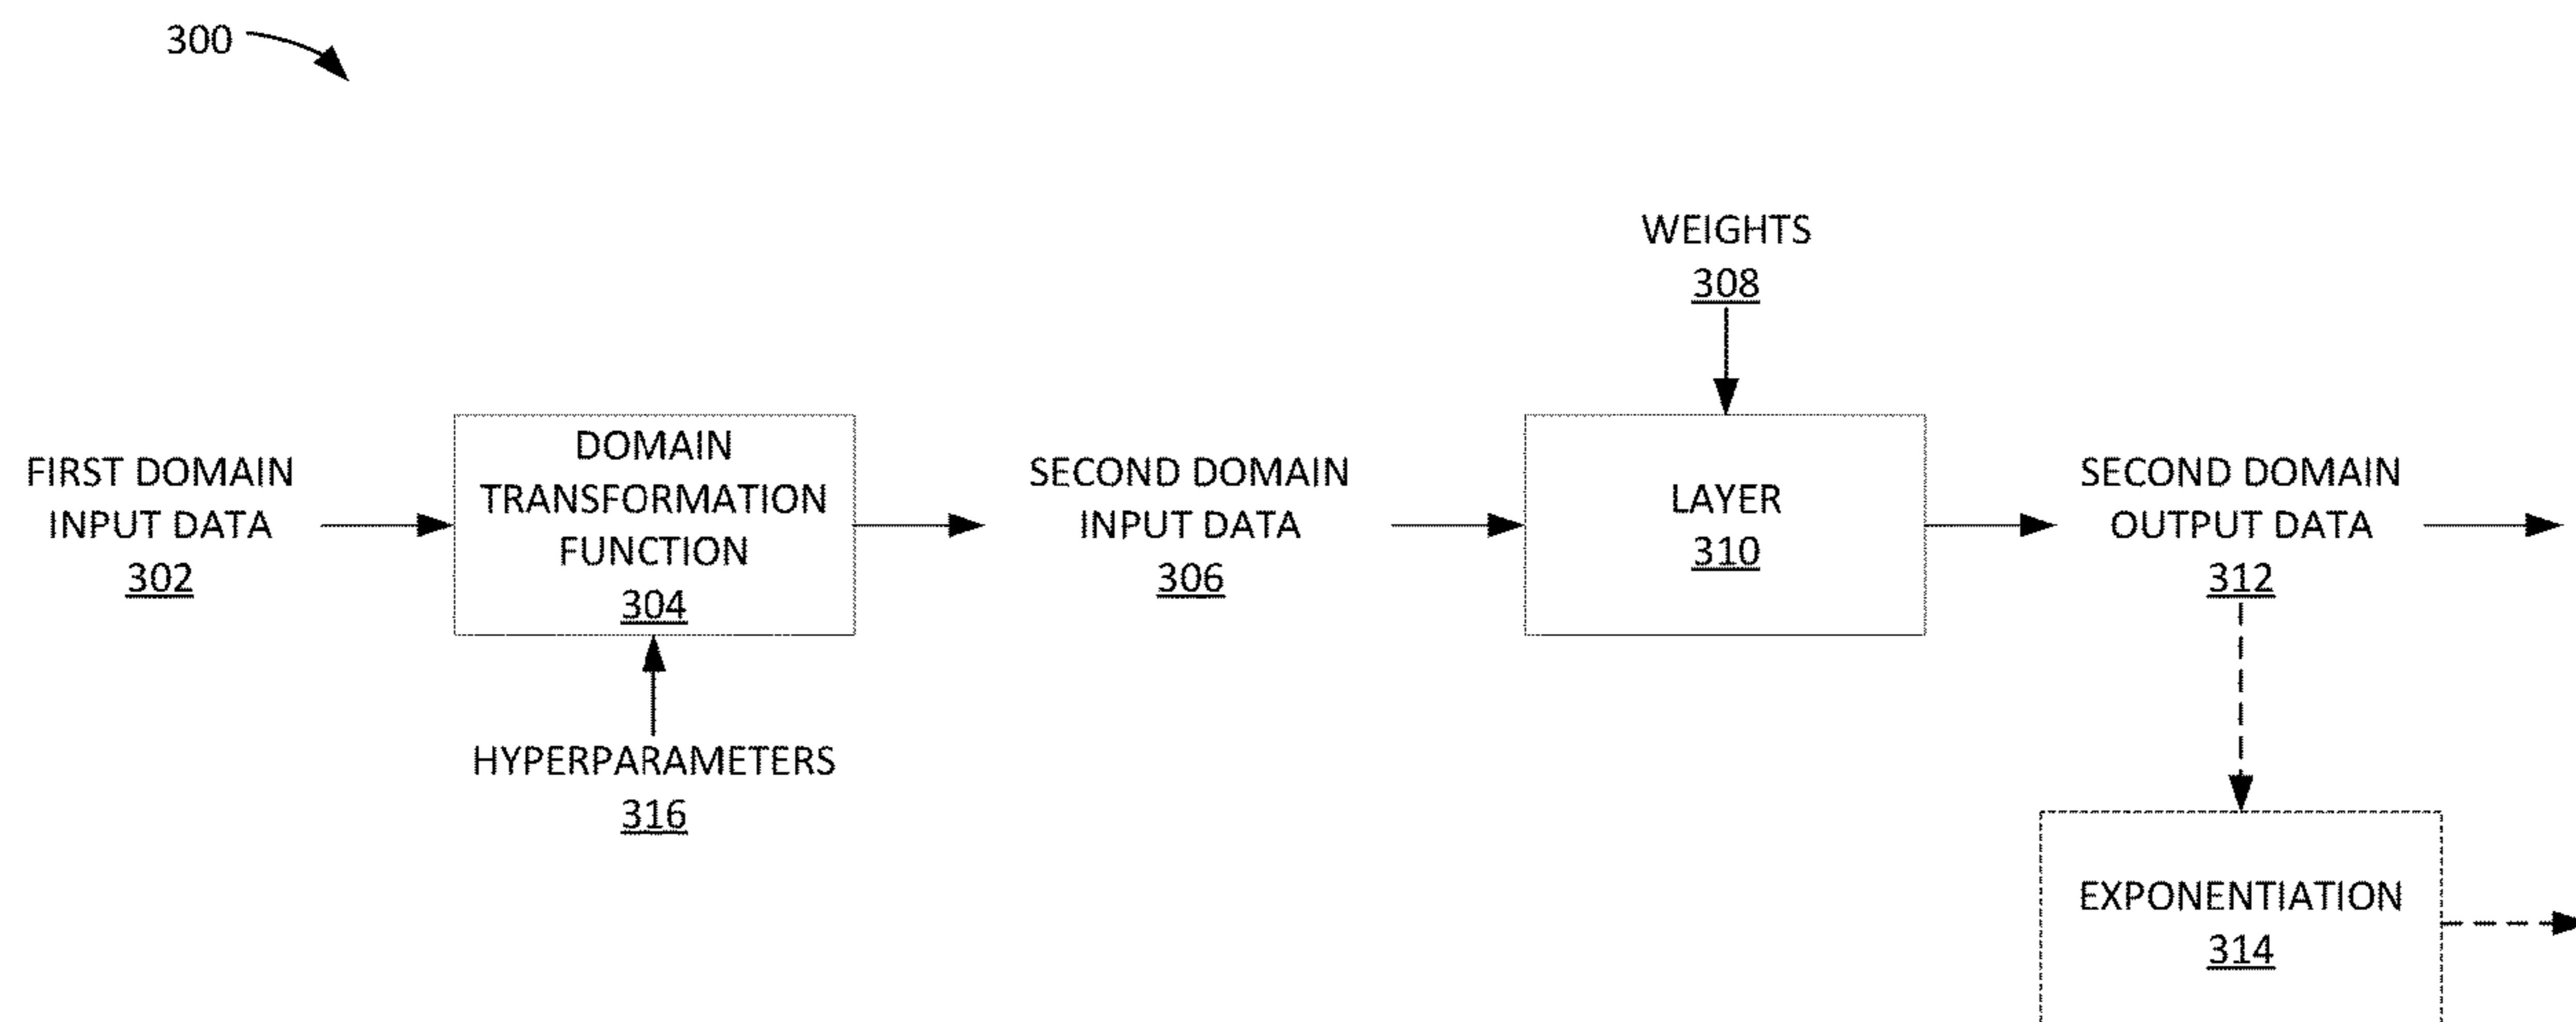 300
WEIGHTS
308
FIRST DOMAIN
INPUT DATA
302
DOMAIN
TRANSFORMATION
FUNCTION
304
SECOND DOMAIN
INPUT DATA
306
LAYER
310
SECOND DOMAIN
OUTPUT DATA
312
HYPERPARAMETERS
316
EXPONENTIATION
314